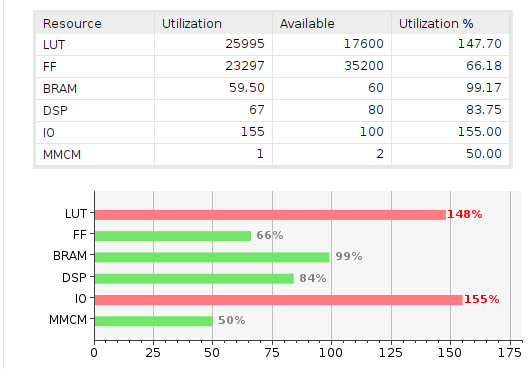 Resource Utilization Available Utilization %
LUT 25995 17600 147.70
FF 23297 35200 66.18
BRAM 59.50 60 99.17
DSP 67 80 83.75
IO 155 100 155.00
MMCM 1 2 50.00
LUT 148%
FF 66%
BRAM 99%
DSP 84%
IO 155%
MMCM 50%
0 25 50 75 100 125 150 175